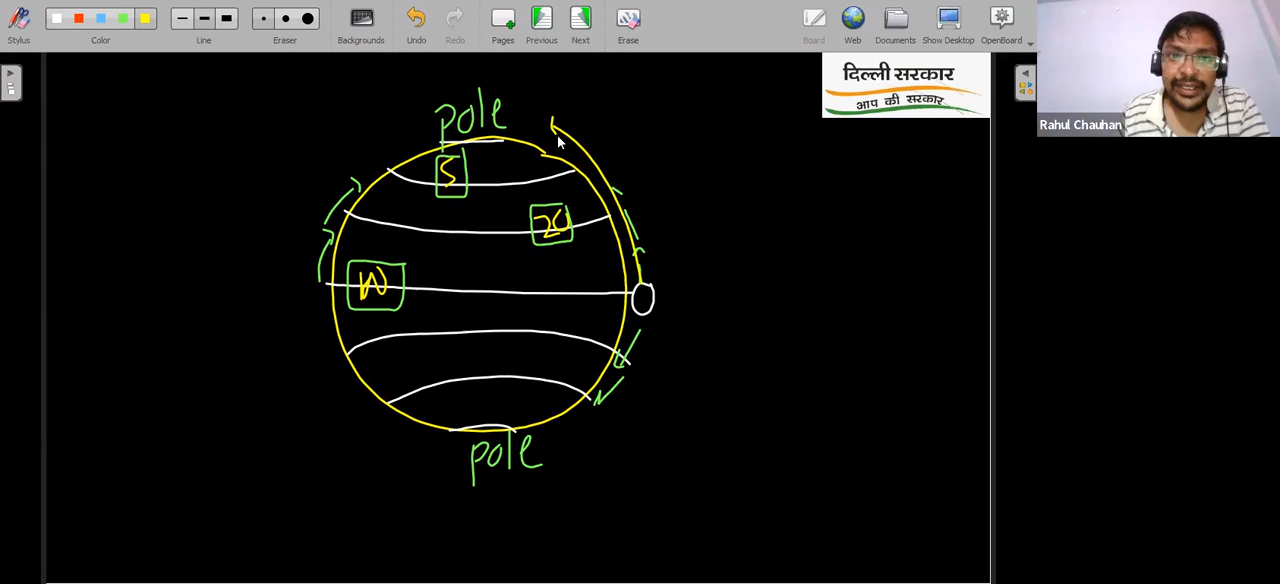 Stylus
Color
Line
Eraser
Backgrounds
Undo
Redo
Pages
Previous
Next
Erase
Board
Web
Documents
Show Desktop
OpenBoard
दिल्ली सरकार
आप की सरकार
Rahul Chauhan
pole
S
20
pole